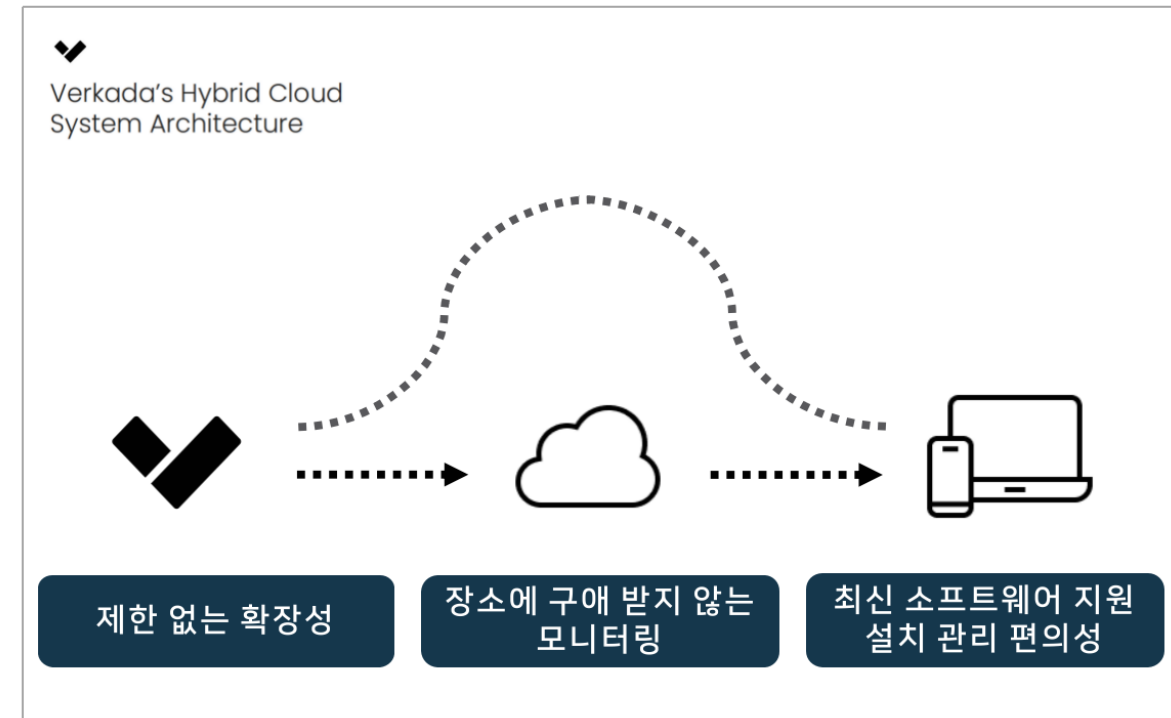 Verkada’s Hybrid Cloud
System Architecture
제한 없는 확장성
장소에 구애 받지 않는
모니터링
최신 소프트웨어 지원
설치 관리 편의성